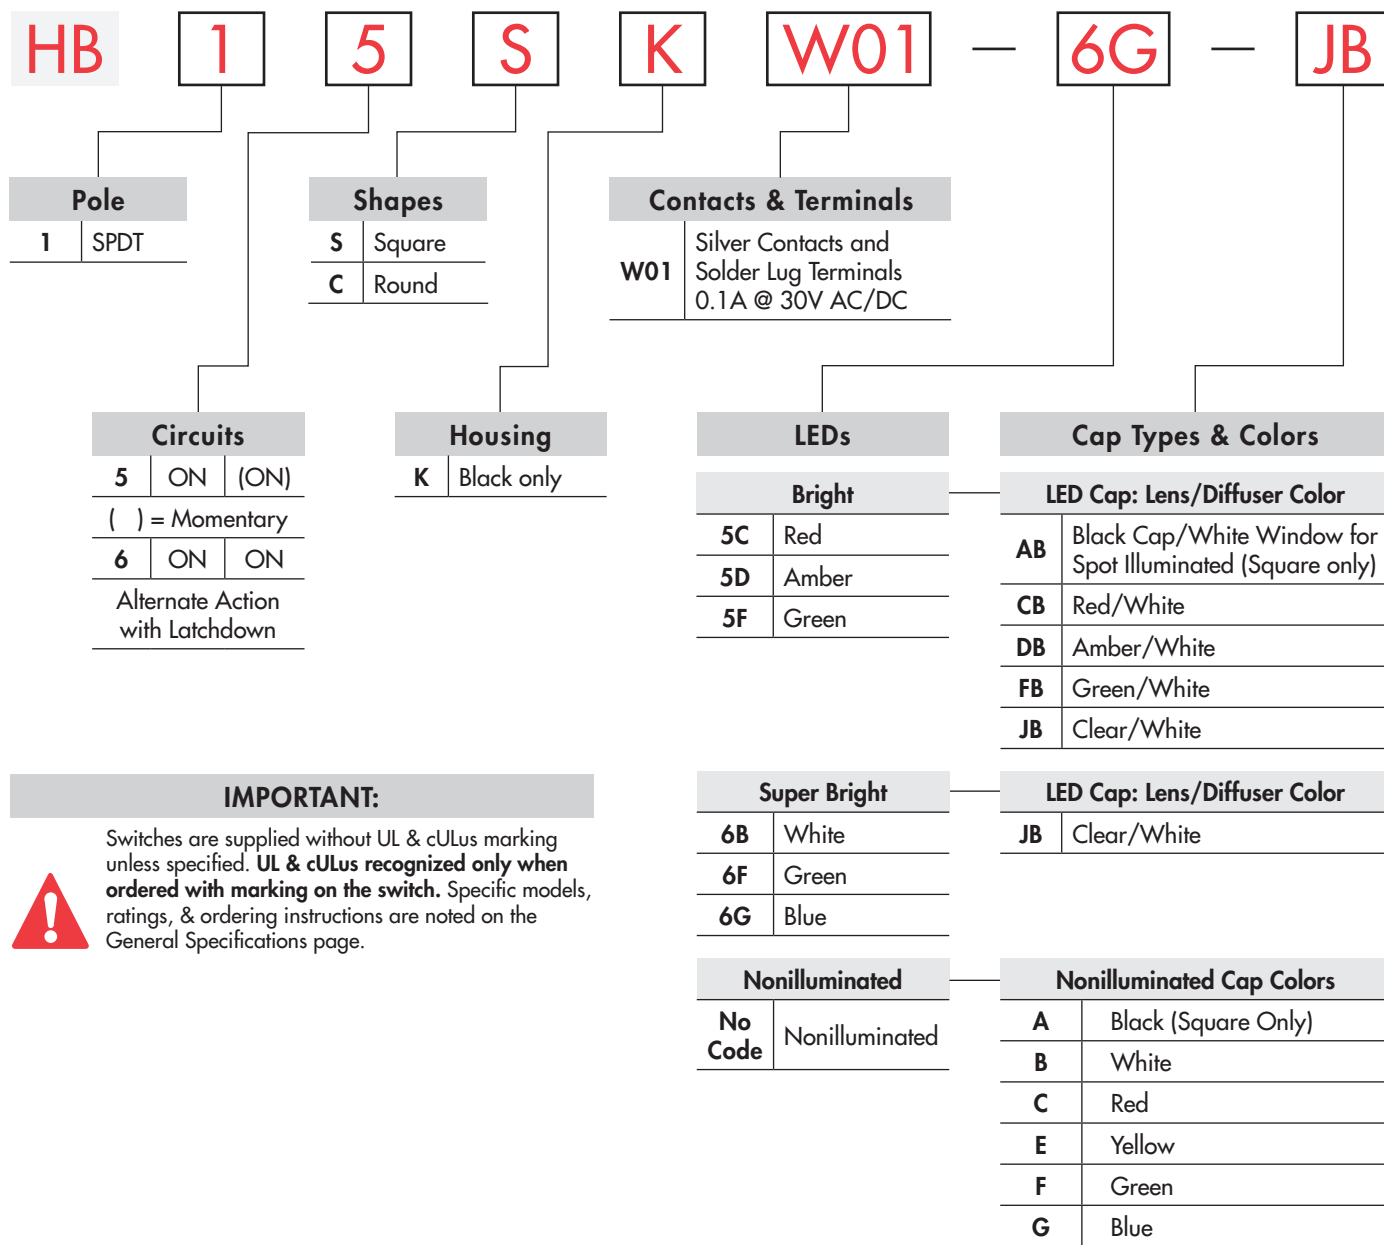 HB 1 5 S K W01 — 6G — JB
Pole
1 SPDT
Shapes
S Square
C Round
Contacts & Terminals
W01 Silver Contacts and
Solder Lug Terminals
0.1A @ 30V AC/DC
Circuits
5 ON (ON)
( ) = Momentary
6 ON ON
Alternate Action
with Latchdown
Housing
K Black only
LEDs
Bright
5C Red
5D Amber
5F Green
Super Bright
6B White
6F Green
6G Blue
Nonilluminated
No
Code Nonilluminated
Cap Types & Colors
LED Cap: Lens/Diffuser Color
AB Black Cap/White Window for
Spot Illuminated (Square only)
CB Red/White
DB Amber/White
FB Green/White
JB Clear/White
LED Cap: Lens/Diffuser Color
JB Clear/White
Nonilluminated Cap Colors
A Black (Square Only)
B White
C Red
E Yellow
F Green
G Blue
IMPORTANT:
Switches are supplied without UL & cULus marking
unless specified. UL & cULus recognized only when
ordered with marking on the switch. Specific models,
ratings, & ordering instructions are noted on the
General Specifications page.